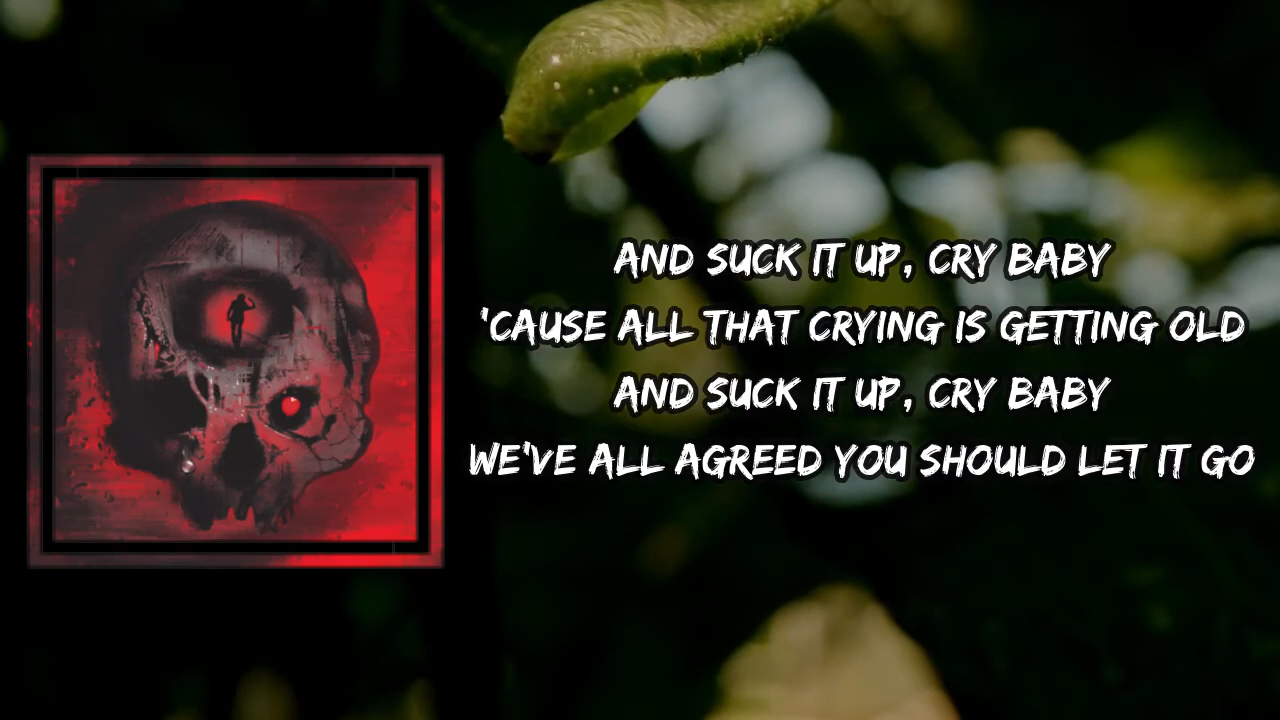 AND SUCK IT UP, CRY BABY
'CAUSE ALL THAT CRYING IS GETTING OLD
AND SUCK IT UP, CRY BABY
WE'VE ALL AGREED YOU SHOULD LET IT GO